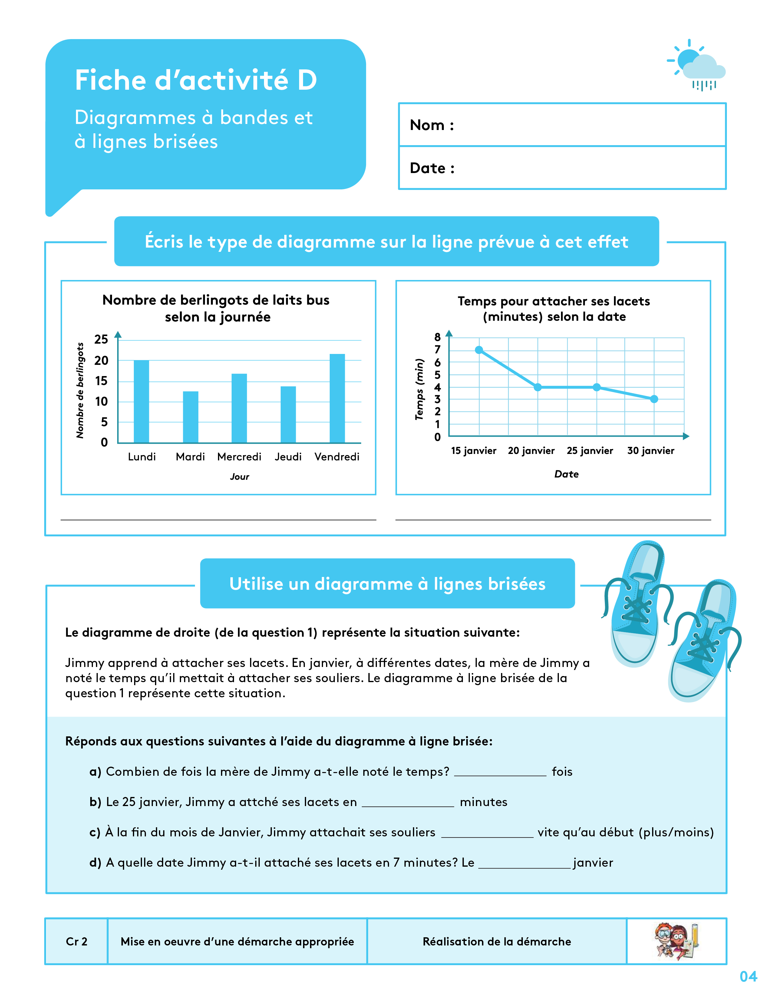 Fiche d’activité D
Diagrammes à bandes et
à lignes brisées
Nom :
Date :
Écris le type de diagramme sur la ligne prévue à cet effet
Nombre de berlingots de laits bus
selon la journée
Nombre de berlingots
25
20
15
10
5
0
Lundi Mardi Mercredi Jeudi Vendredi
Jour
Temps pour attacher ses lacets
(minutes) selon la date
Temps (min)
8
7
6
5
4
3
2
1
0
15 janvier 20 janvier 25 janvier 30 janvier
Date
Utilise un diagramme à lignes brisées
Le diagramme de droite (de la question 1) représente la situation suivante:
Jimmy apprend à attacher ses lacets. En janvier, à différentes dates, la mère de Jimmy a
noté le temps qu’il mettait à attacher ses souliers. Le diagramme à ligne brisée de la
question 1 représente cette situation.
Réponds aux questions suivantes à l’aide du diagramme à ligne brisée:
a) Combien de fois la mère de Jimmy a-t-elle noté le temps? ____________ fois
b) Le 25 janvier, Jimmy a attché ses lacets en ____________ minutes
c) À la fin du mois de Janvier, Jimmy attachait ses souliers ____________ vite qu’au début (plus/moins)
d) A quelle date Jimmy a-t-il attaché ses lacets en 7 minutes? Le ____________ janvier
Cr 2 Mise en oeuvre d’une démarche appropriée Réalisation de la démarche
04